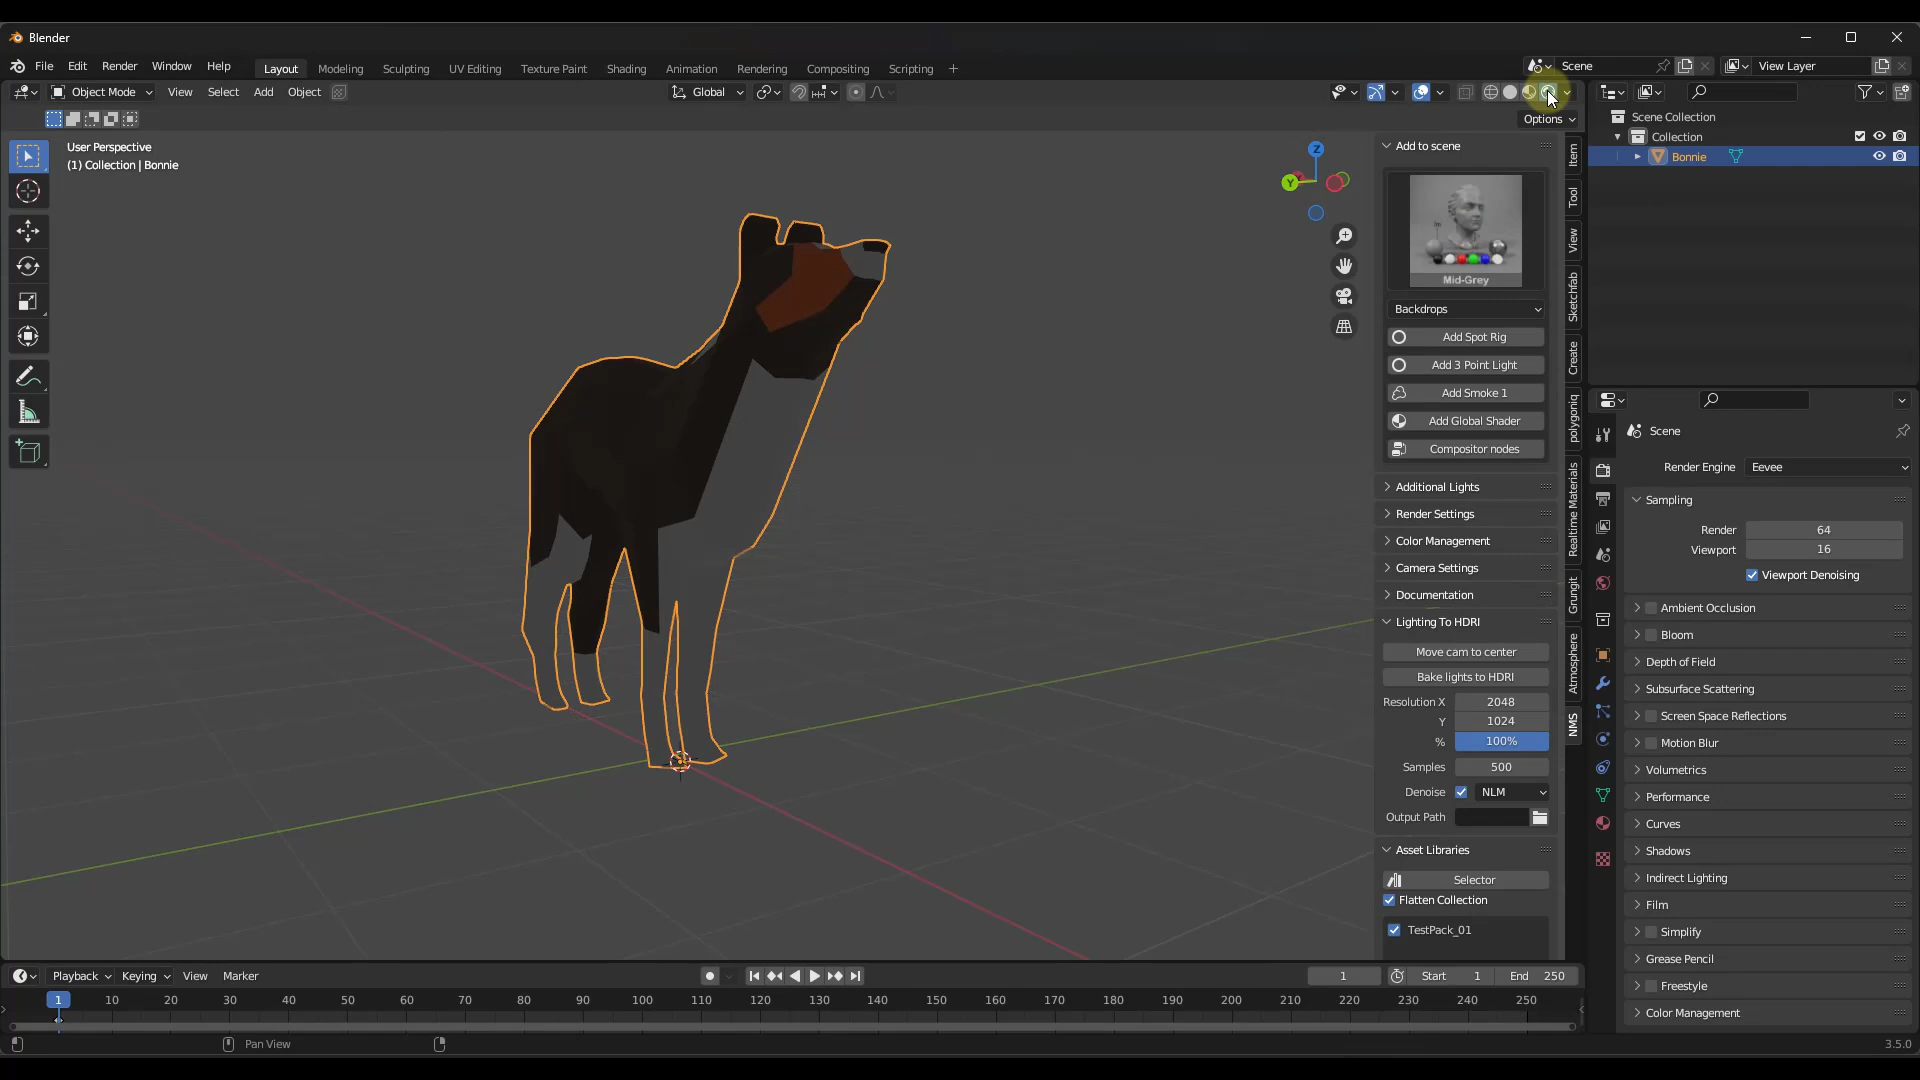 Blender
File Edit Render Window Help
Layout Modeling Sculpting UV Editing Texture Paint Shading Animation Rendering Compositing Scripting +
Scene
View Layer
Object Mode View Select Add Object
Global
Options
User Perspective
(1) Collection | Bonnie
Z
Y
Add to scene
Mid-Grey
Backdrops
Add Spot Rig
Add 3 Point Light
Add Smoke 1
Add Global Shader
Compositor nodes
Additional Lights
Render Settings
Color Management
Camera Settings
Documentation
Lighting To HDRI
Move cam to center
Bake lights to HDRI
Resolution X 2048
Y 1024
% 100%
Samples 500
Denoise NLM
Output Path
Asset Libraries
Selector
Flatten Collection
TestPack_01
Item
Tool
View
Sketchfab
Create
polygoniq
Realtime Materials
Grungit
Atmosphere
NMS
Scene Collection
Collection
Bonnie
Scene
Render Engine Eevee
Sampling
Render 64
Viewport 16
Viewport Denoising
Ambient Occlusion
Bloom
Depth of Field
Subsurface Scattering
Screen Space Reflections
Motion Blur
Volumetrics
Performance
Curves
Shadows
Indirect Lighting
Film
Simplify
Grease Pencil
Freestyle
Color Management
Playback Keying View Marker
1 Start 1 End 250
1 10 20 30 40 50 60 70 80 90 100 110 120 130 140 150 160 170 180 190 200 210 220 230 240 250
Pan View
3.5.0